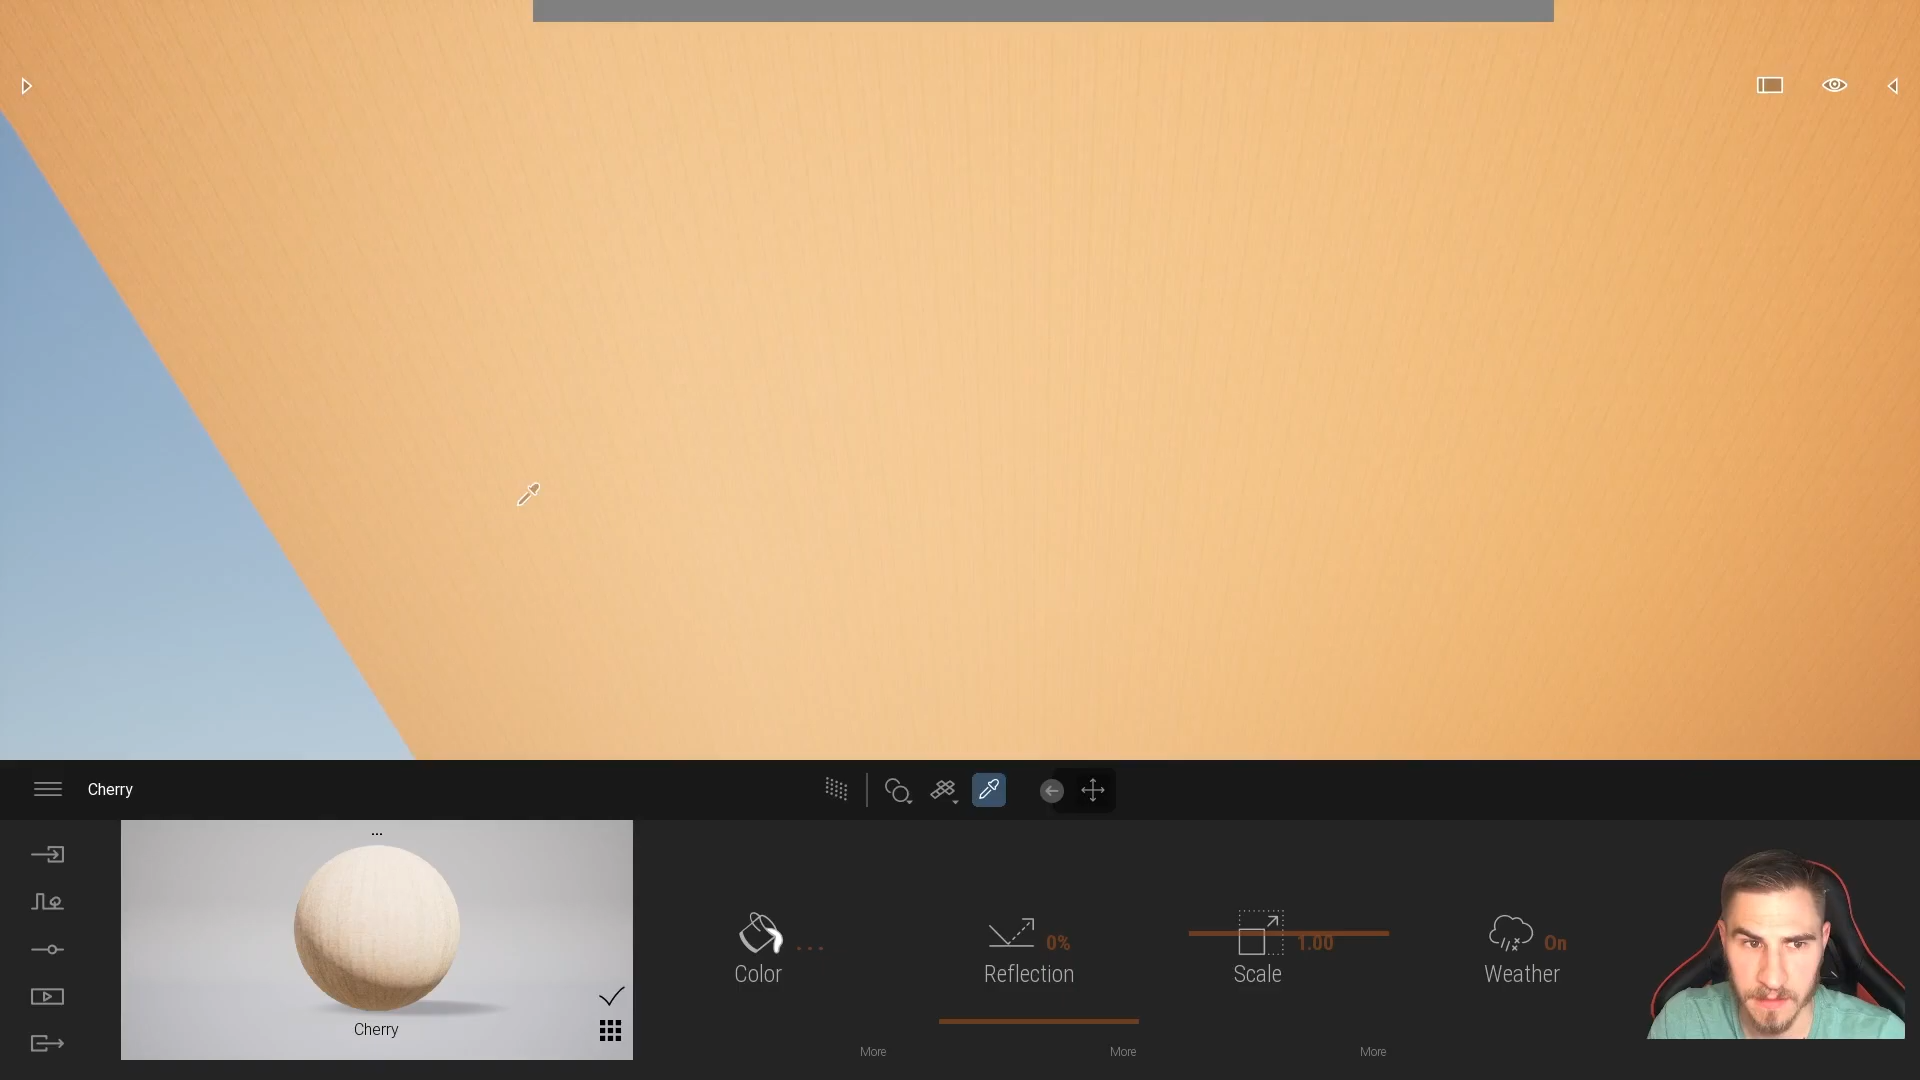 Cherry
...
Cherry
Color
...
Reflection
0%
Scale
1.00
Weather
On
More
More
More